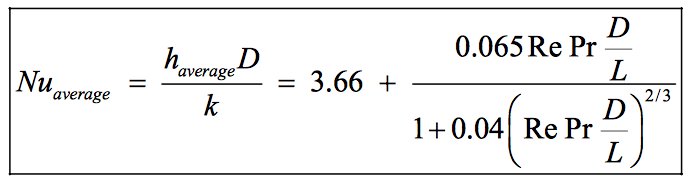 Nu_average = h_average D / k = 3.66 + (0.065 Re Pr D/L) / (1 + 0.04 (Re Pr D/L)^2/3)